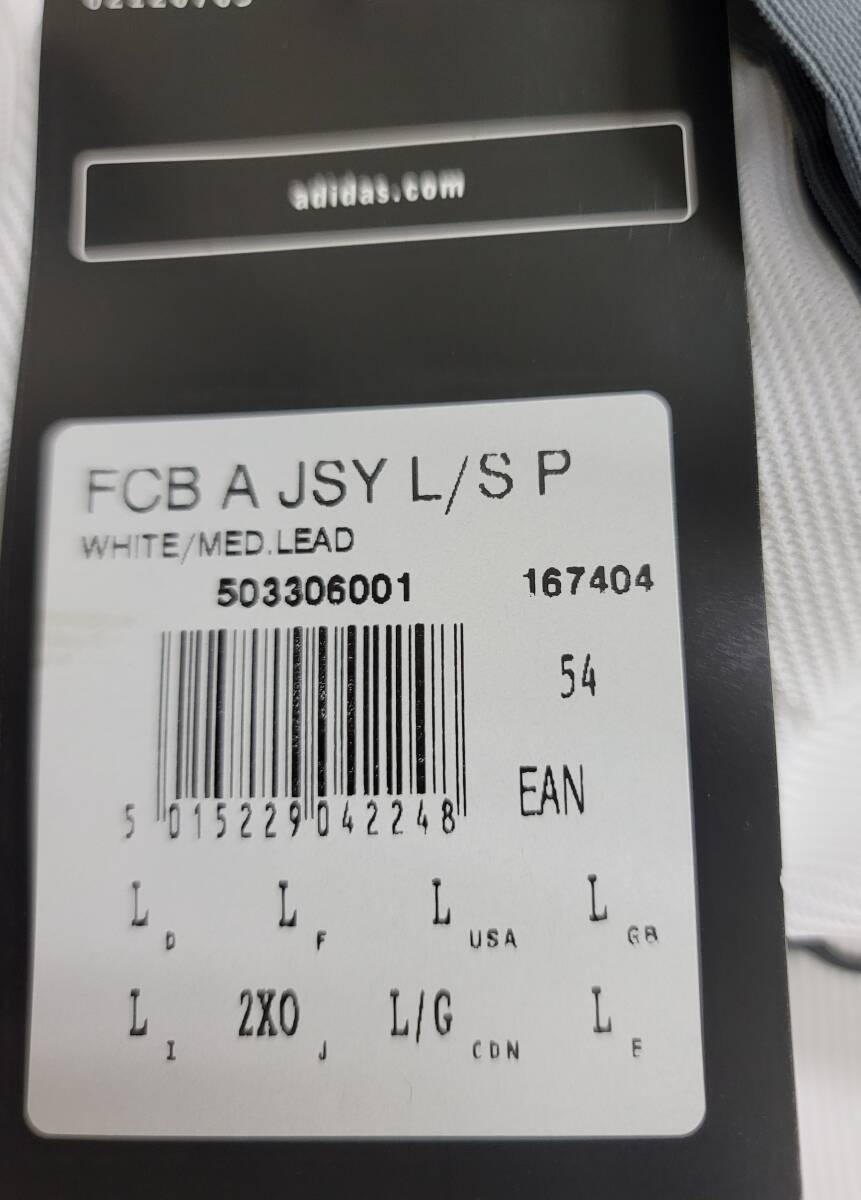 adidas.com
FCB A JSY L/S P
WHITE/MED.LEAD
503306001 167404
54
EAN
5 015229 042248
L D L F L USA L GB
L I 2XO J L/G CDN L E